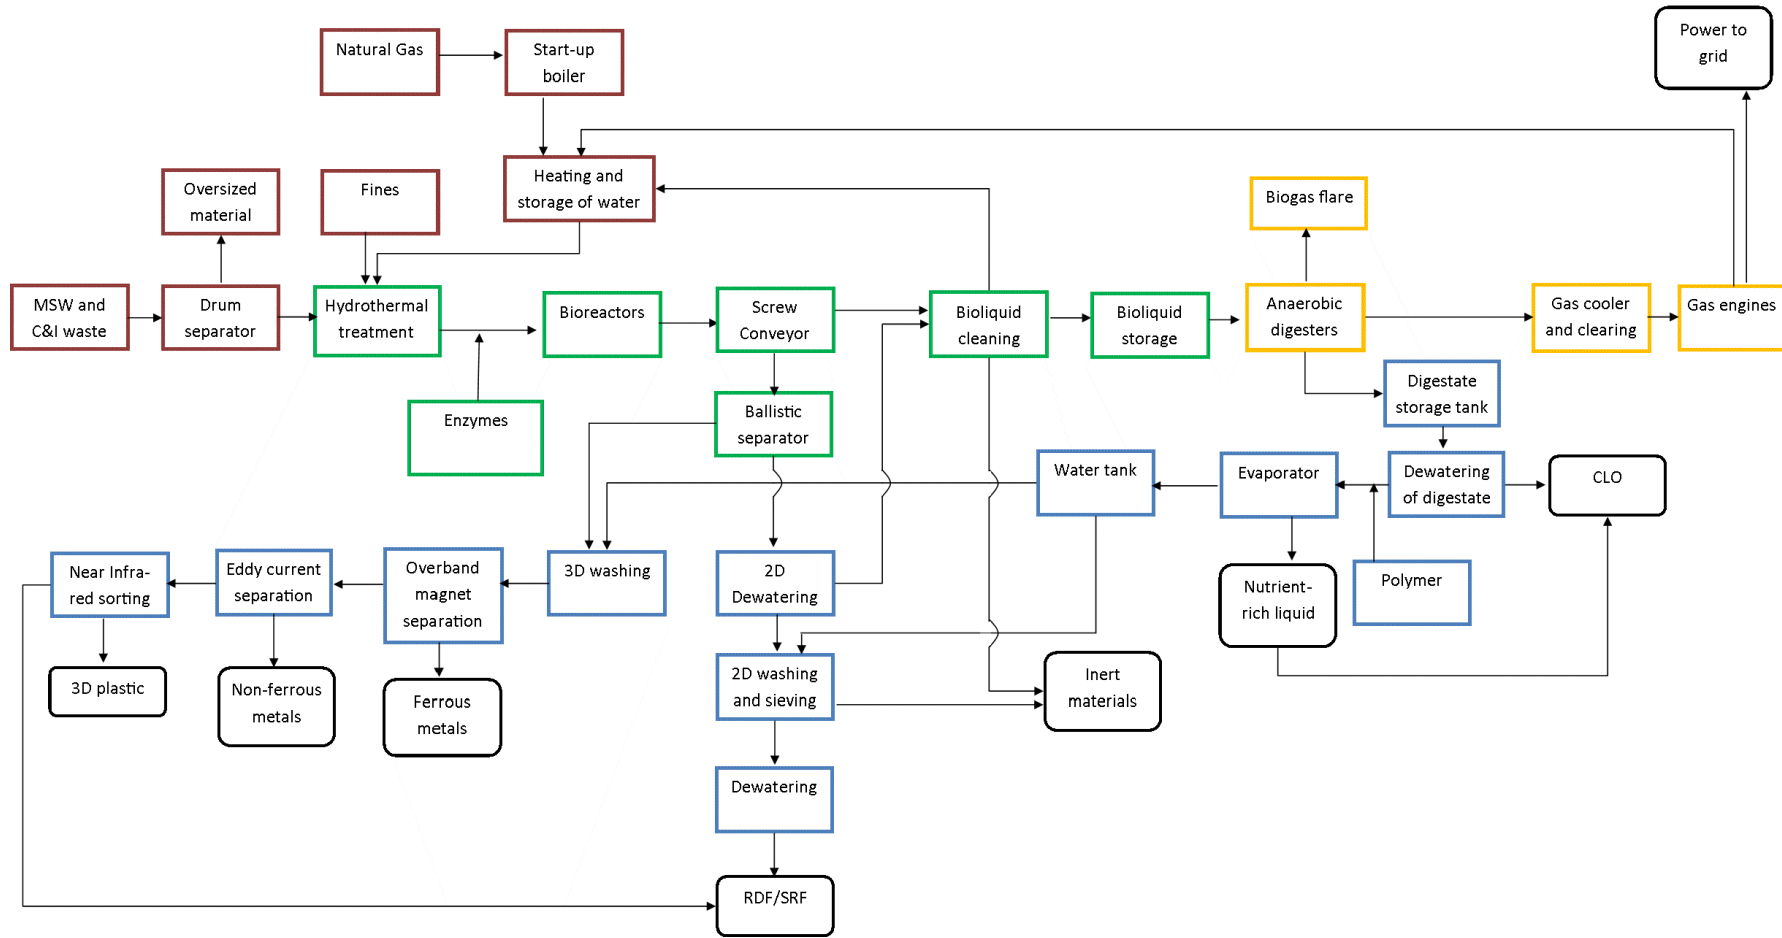 Natural Gas
Start-up
boiler
Power to
grid
Oversized
material
Fines
Heating and
storage of water
Biogas flare
MSW and
C&I waste
Drum
separator
Hydrothermal
treatment
Bioreactors
Screw
Conveyor
Bioliquid
cleaning
Bioliquid
storage
Anaerobic
digesters
Gas cooler
and clearing
Gas engines
Enzymes
Ballistic
separator
Digestate
storage tank
Water tank
Evaporator
Dewatering
of digestate
CLO
Near Infra-
red sorting
Eddy current
separation
Overband
magnet
separation
3D washing
2D
Dewatering
Nutrient-
rich liquid
Polymer
3D plastic
Non-ferrous
metals
Ferrous
metals
2D washing
and sieving
Inert
materials
Dewatering
RDF/SRF